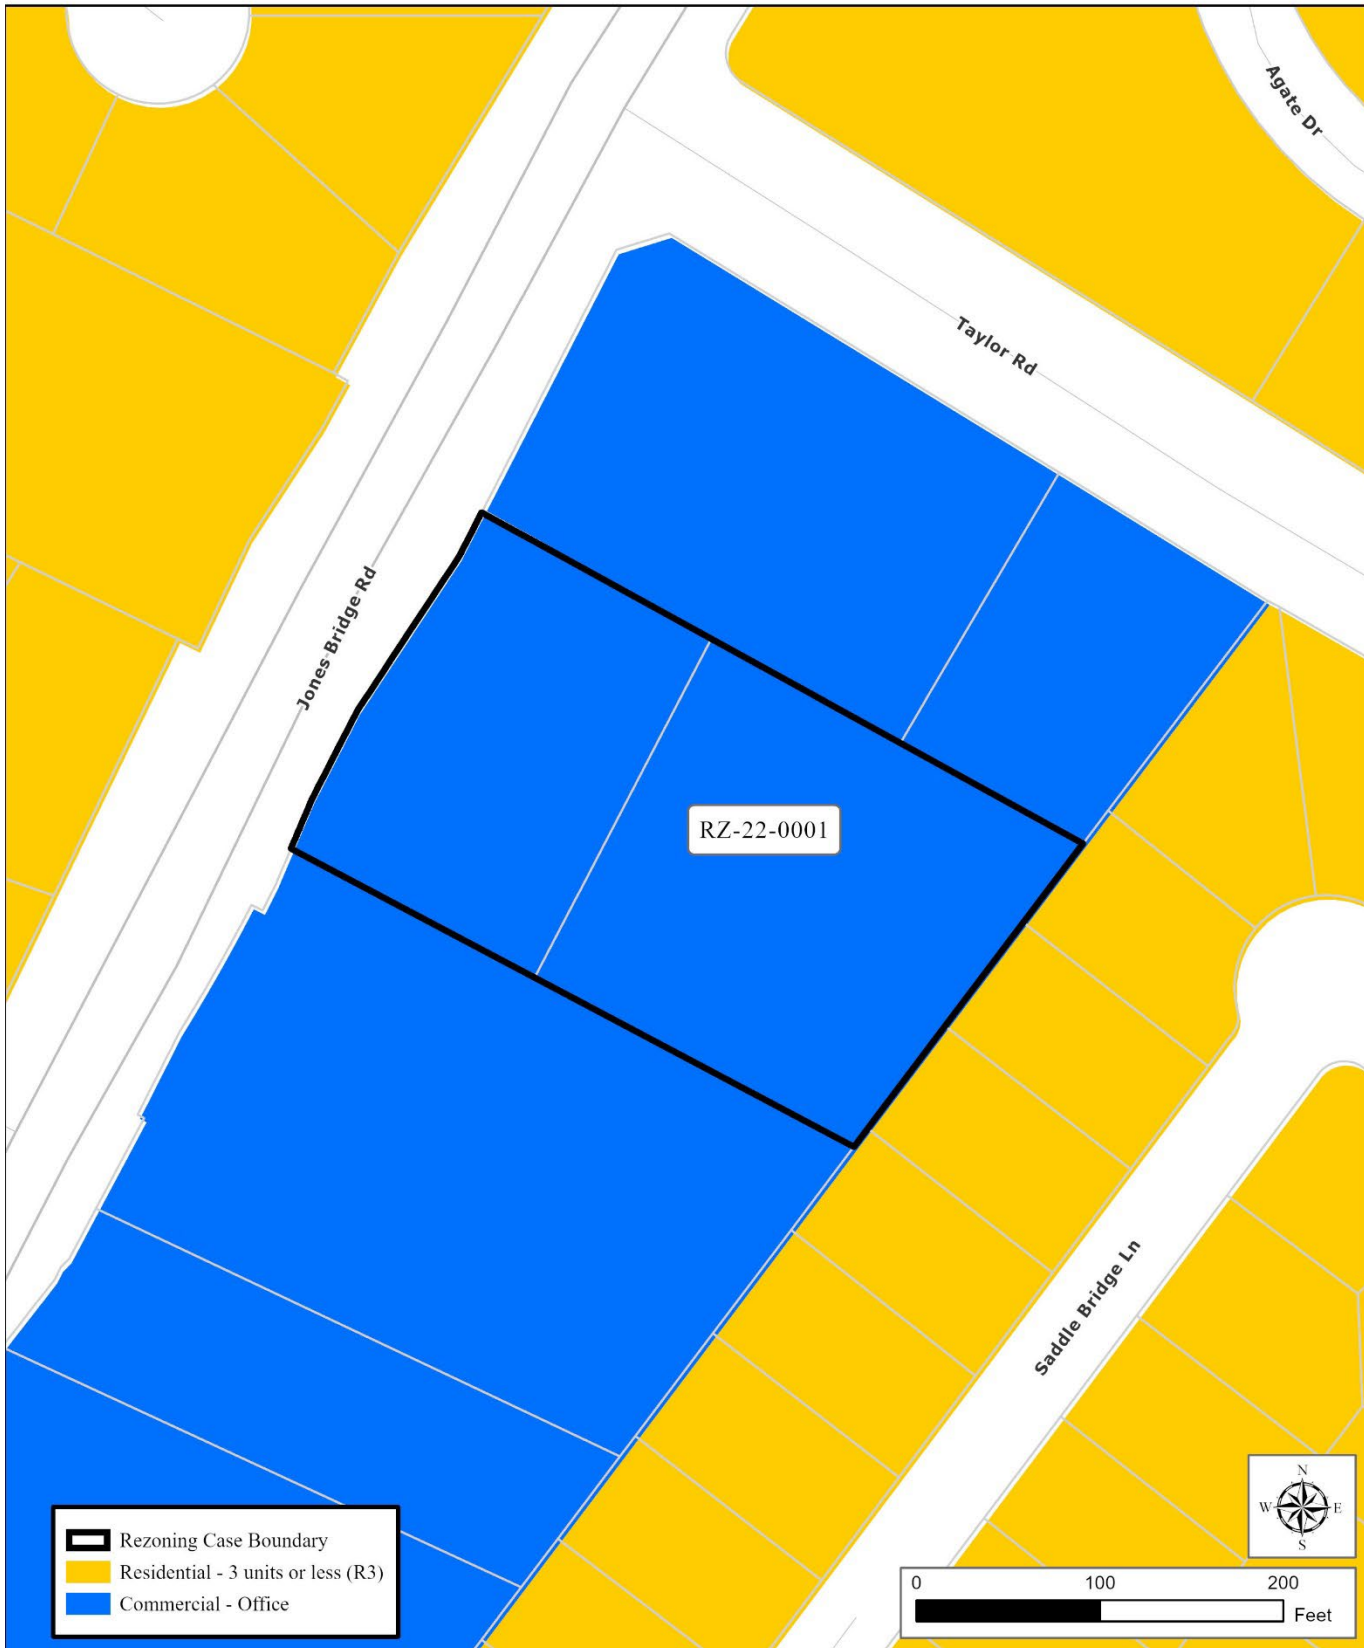 Agate Dr
Taylor Rd
Jones Bridge Rd
RZ-22-0001
Saddle Bridge Ln
N
W E
S
Rezoning Case Boundary
Residential - 3 units or less (R3)
Commercial - Office
0 100 200
Feet